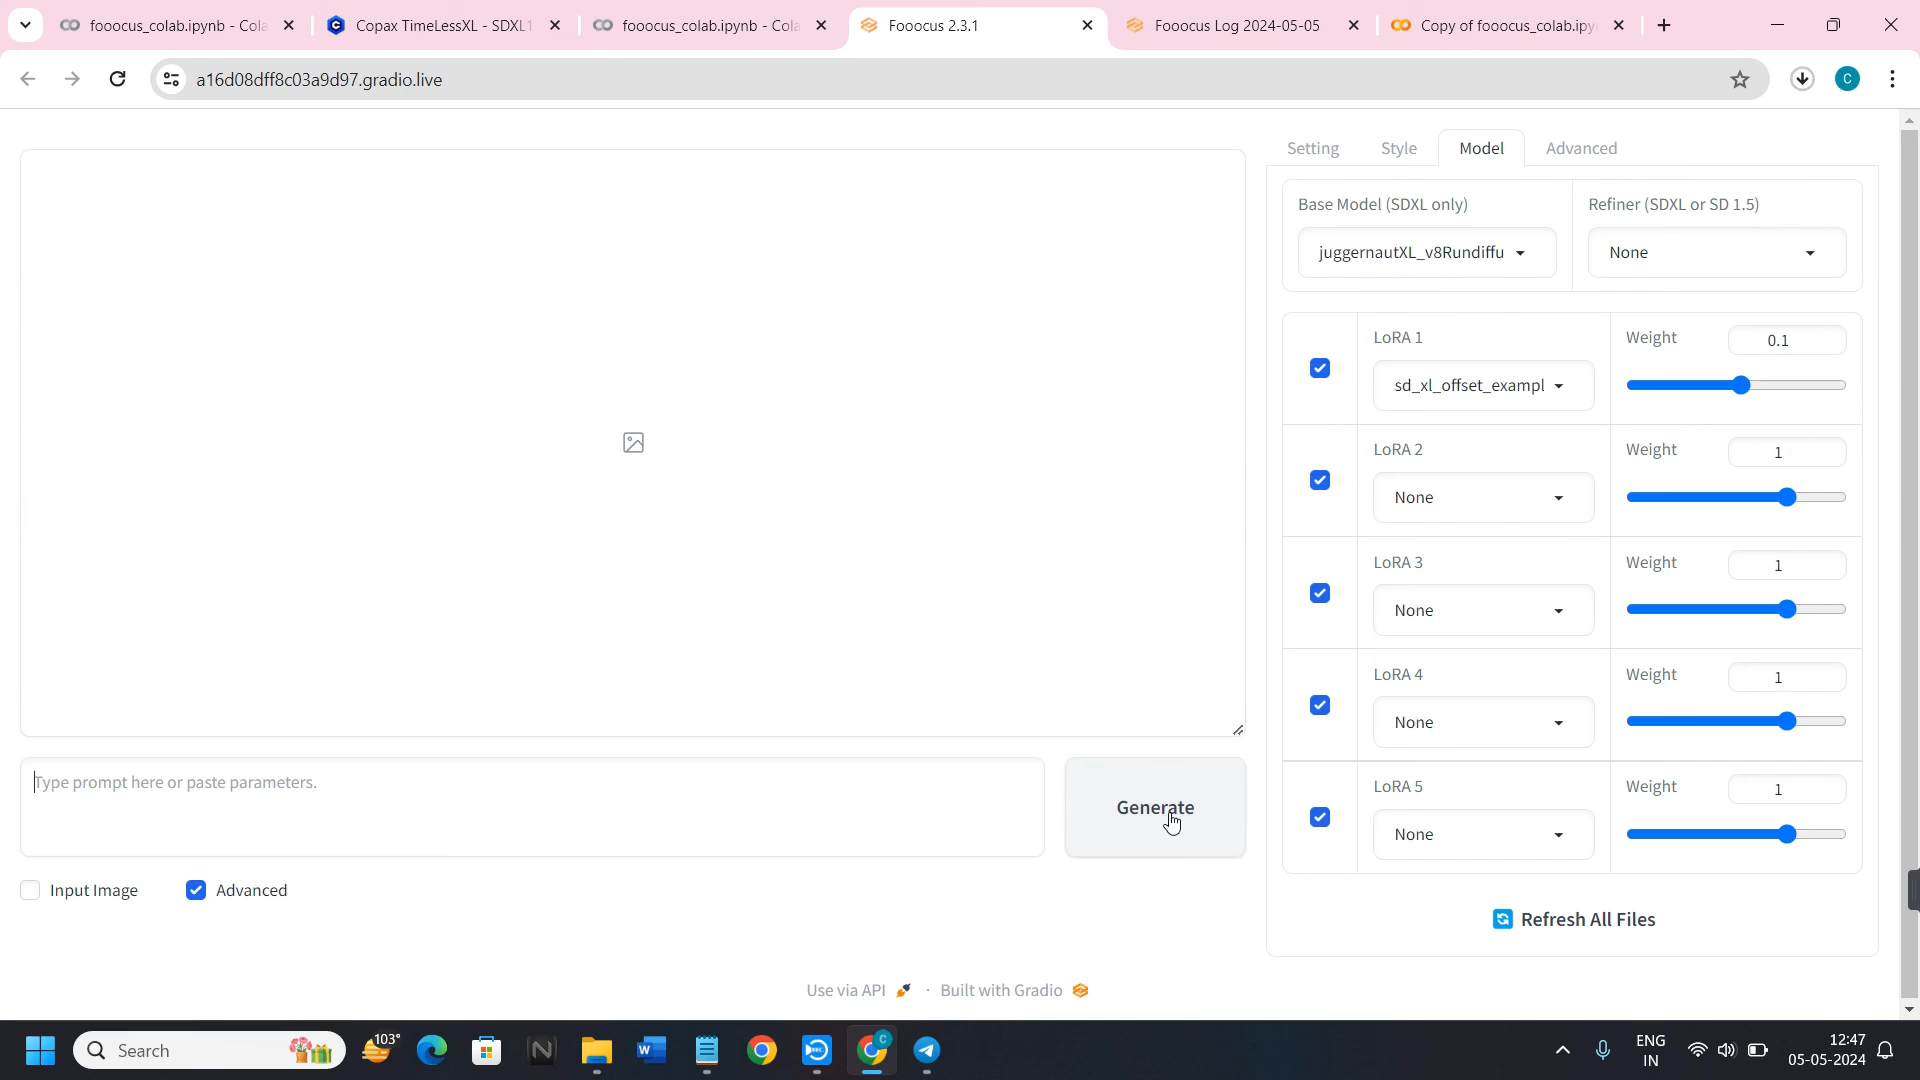 fooocus_colab.ipynb - Cola
Copax TimeLessXL - SDXL1
fooocus_colab.ipynb - Cola
Fooocus 2.3.1
Fooocus Log 2024-05-05
Copy of fooocus_colab.ipy
a16d08dff8c03a9d97.gradio.live
C
Setting
Style
Model
Advanced
Base Model (SDXL only)
Refiner (SDXL or SD 1.5)
juggernautXL_v8Rundiffu
None
LoRA 1
Weight
0.1
sd_xl_offset_exampl
LoRA 2
Weight
1
None
LoRA 3
Weight
1
None
LoRA 4
Weight
1
None
Type prompt here or paste parameters.
Generate
LoRA 5
Weight
1
None
Input Image
Advanced
Refresh All Files
Use via API
· Built with Gradio
Search
103°
ENG
IN
12:47
05-05-2024